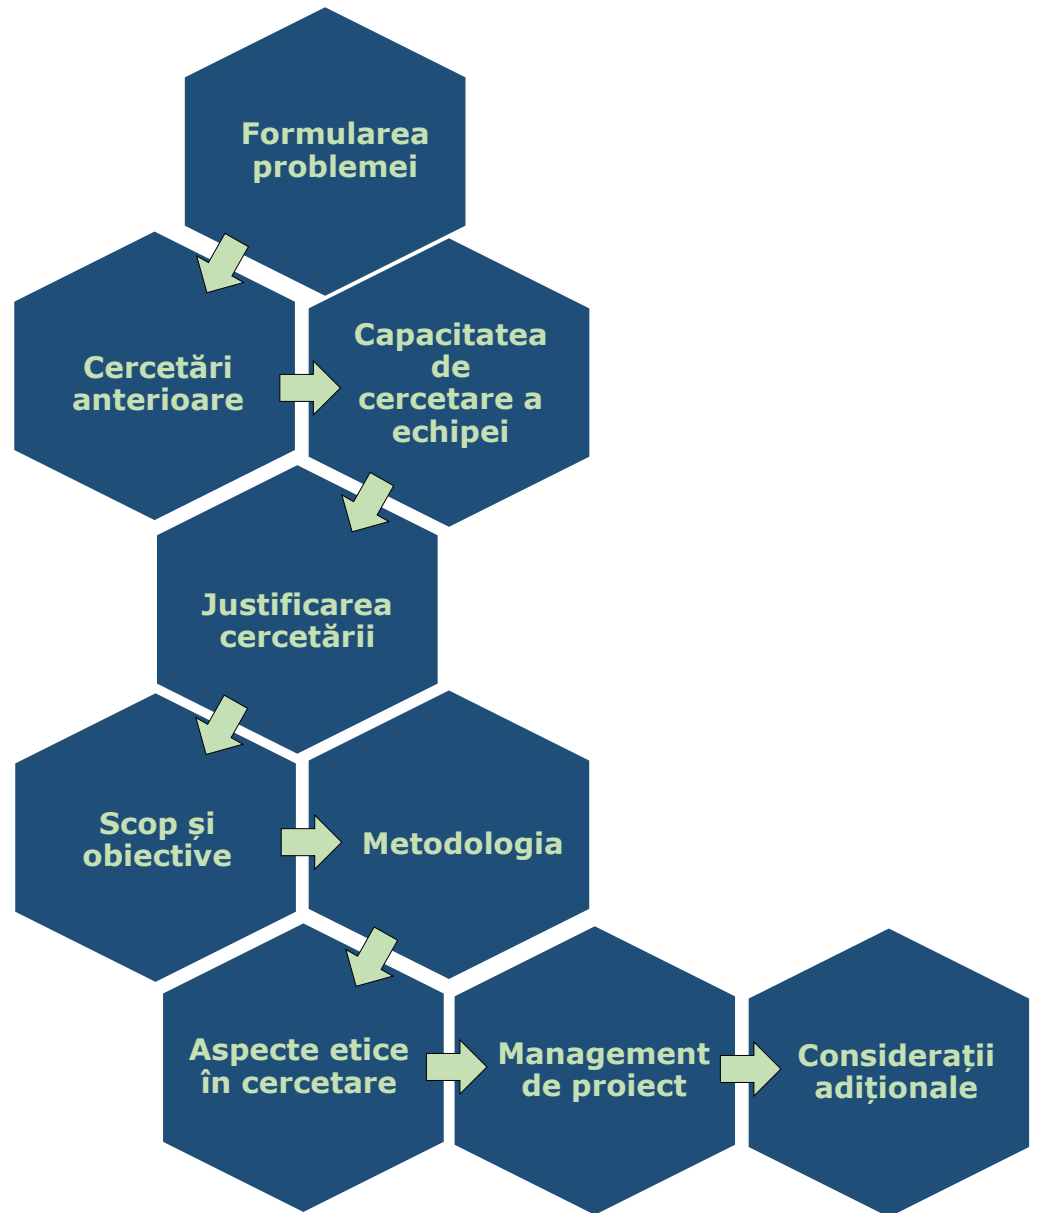 Formularea
problemei
Cercetări
anterioare
Capacitatea
de
cercetare a
echipei
Justificarea
cercetării
Scop și
obiective
Metodologia
Aspecte etice
în cercetare
Management
de proiect
Considerații
adiționale